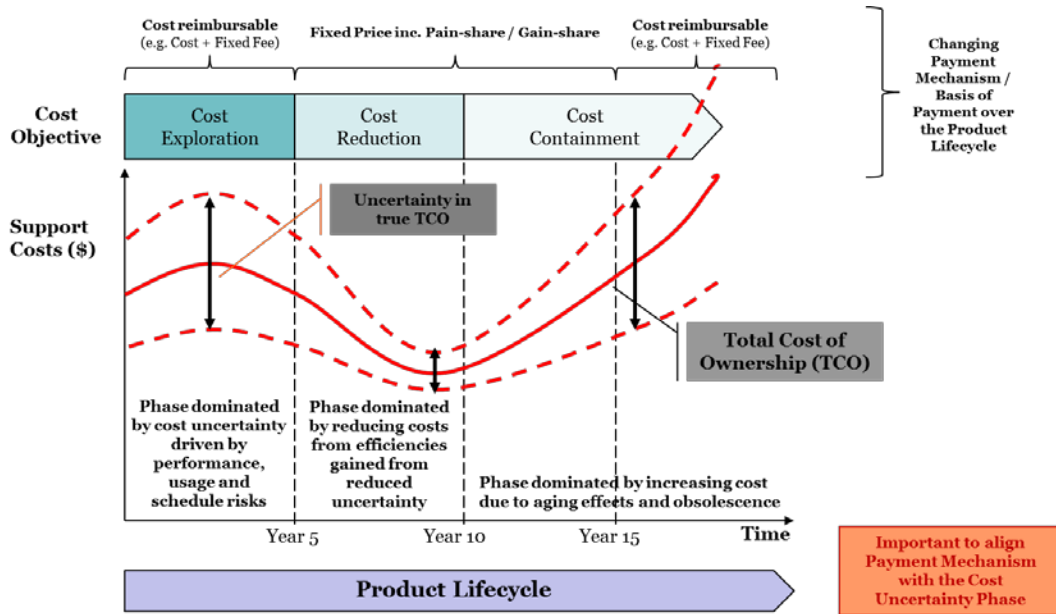 Cost reimbursable
(e.g. Cost + Fixed Fee)
Fixed Price inc. Pain-share / Gain-share
Cost reimbursable
(e.g. Cost + Fixed Fee)
Changing
Payment
Mechanism /
Basis of
Payment over
the Product
Lifecycle
Cost
Objective
Cost
Exploration
Cost
Reduction
Cost
Containment
Support
Costs ($)
Uncertainty in
true TCO
Total Cost of
Ownership (TCO)
Phase dominated
by cost uncertainty
driven by
performance,
usage and
schedule risks
Phase dominated
by reducing costs
from efficiencies
gained from
reduced
uncertainty
Phase dominated by increasing cost
due to aging effects and obsolescence
Year 5
Year 10
Year 15
Time
Product Lifecycle
Important to align
Payment Mechanism
with the Cost
Uncertainty Phase